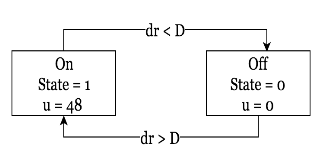 dr < D
On
State = 1
u = 48
Off
State = 0
u = 0
dr > D